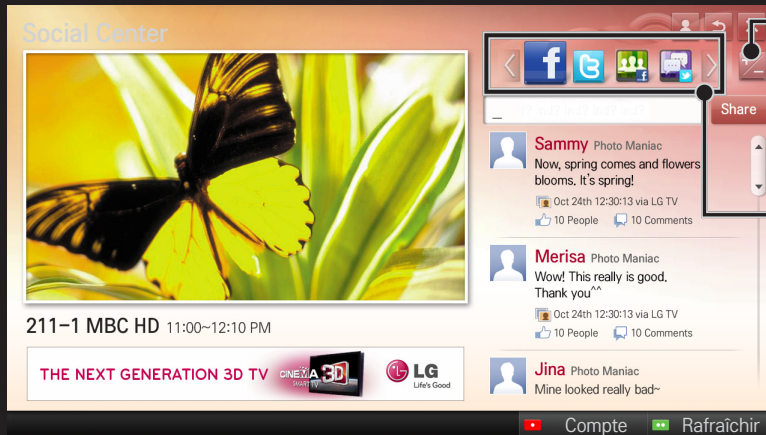 Social Center
f
Share
Sammy Photo Maniac
Now, spring comes and flowers
blooms. It's spring!
Oct 24th 12:30:13 via LG TV
10 People 10 Comments
Merisa Photo Maniac
Wow! This really is good.
Thank you^^
Oct 24th 12:30:13 via LG TV
10 People 10 Comments
Jina Photo Maniac
Mine looked really bad~
211-1 MBC HD 11:00~12:10 PM
THE NEXT GENERATION 3D TV CINEMA 3D SMART TV LG Life's Good
Compte Rafraîchir